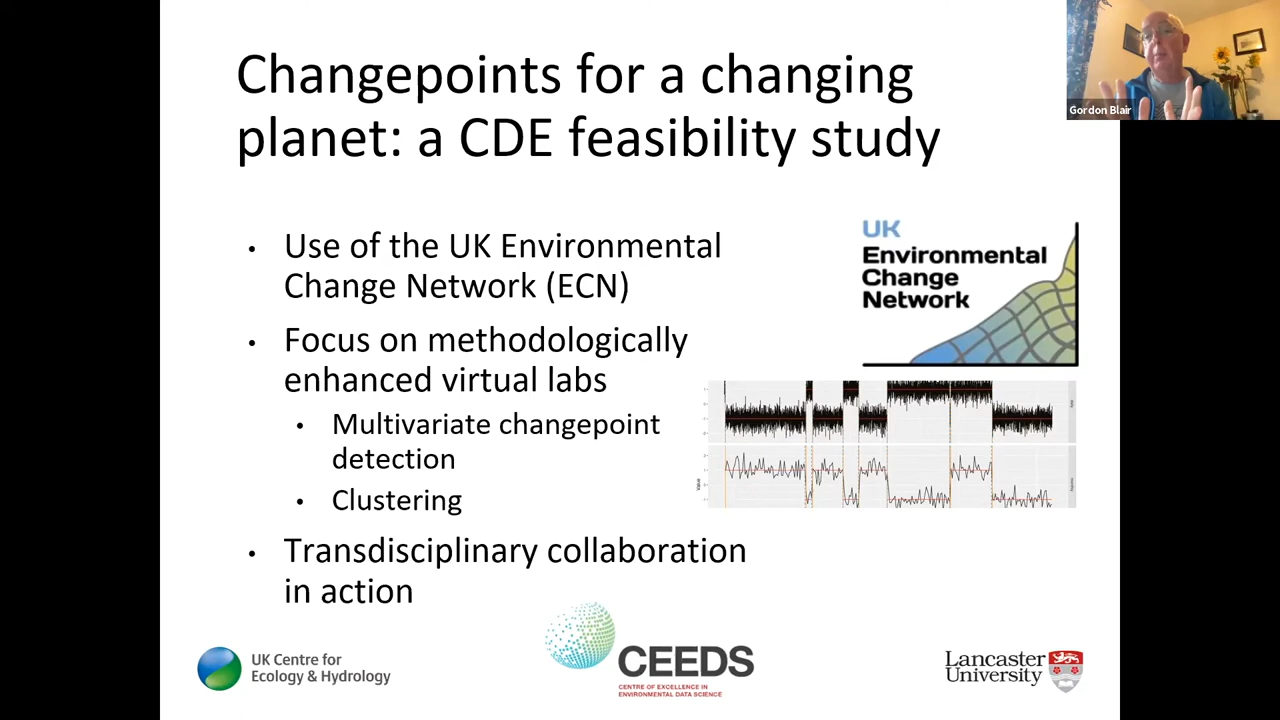 Changepoints for a changing
planet: a CDE feasibility study
Gordon Blair
• Use of the UK Environmental
Change Network (ECN)
• Focus on methodologically
enhanced virtual labs
• Multivariate changepoint
detection
• Clustering
• Transdisciplinary collaboration
in action
UK
Environmental
Change
Network
Value
UK Centre for
Ecology & Hydrology
CEEDS
CENTRE OF EXCELLENCE IN
ENVIRONMENTAL DATA SCIENCE
Lancaster
University